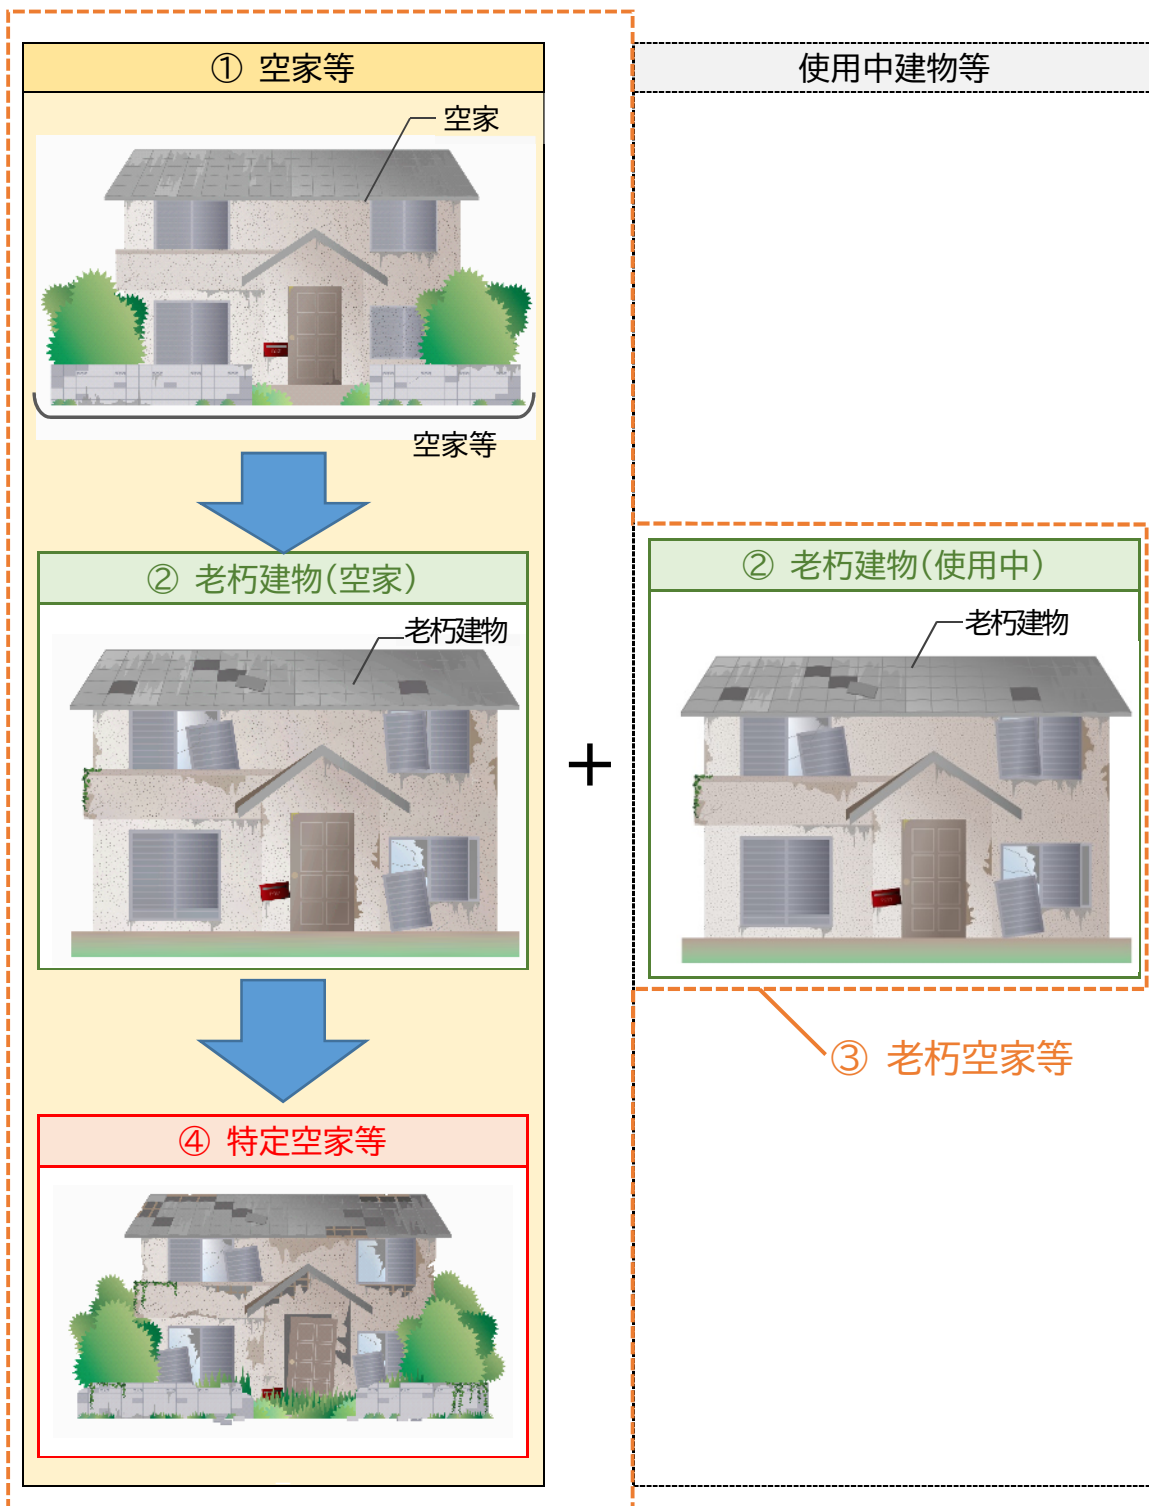 ① 空家等
使用中建物等
空家
空家等
② 老朽建物(空家)
老朽建物
② 老朽建物(使用中)
老朽建物
+
③ 老朽空家等
④ 特定空家等